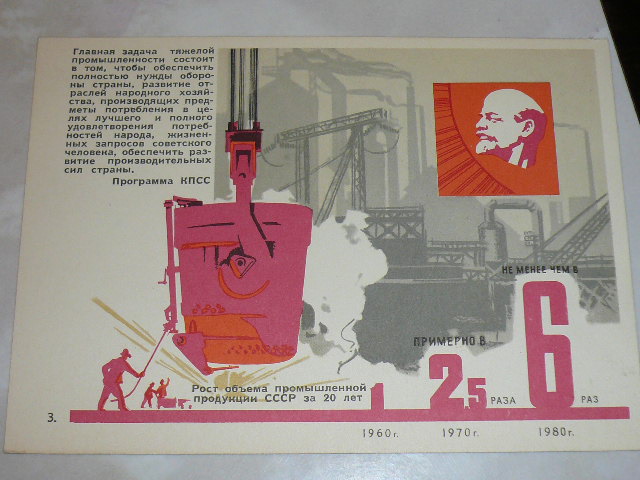 Главная задача тяжелой
промышленности состоит
в том, чтобы обеспечить
полностью нужды оборо-
ны страны, развитие от-
раслей народного хозяй-
ства, производящих пред-
меты потребления в це-
лях лучшего и полного
удовлетворения потреб-
ностей народа, жизнен-
ных запросов советского
человека, обеспечить раз-
витие производительных
сил страны.
Программа КПСС
НЕ МЕНЕЕ ЧЕМ В
6 РАЗ
ПРИМЕРНО В
2,5 РАЗА
1
Рост объема промышленной
продукции СССР за 20 лет
3.
1960 г. 1970 г. 1980 г.